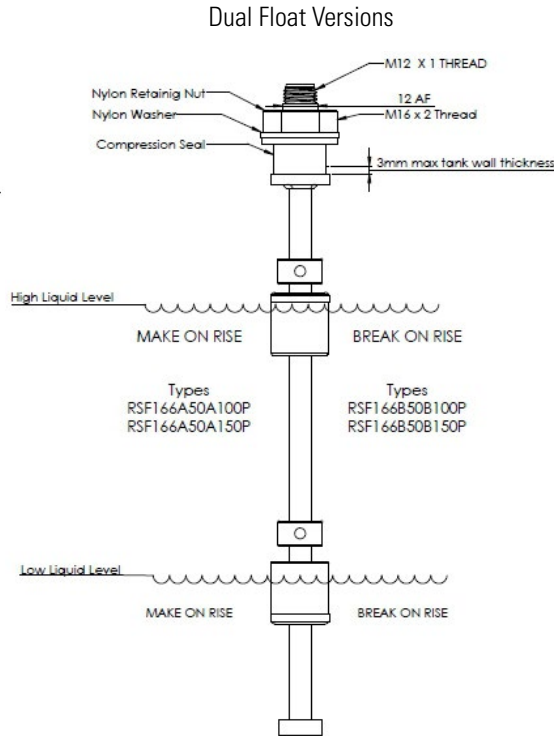 Dual Float Versions
M12 X 1 THREAD
Nylon Retainig Nut
12 AF
Nylon Washer
M16 x 2 Thread
Compression Seal
3mm max tank wall thickness
High Liquid Level
MAKE ON RISE
BREAK ON RISE
Types
RSF166A50A100P
RSF166A50A150P
Types
RSF166B50B100P
RSF166B50B150P
Low Liquid Level
MAKE ON RISE
BREAK ON RISE